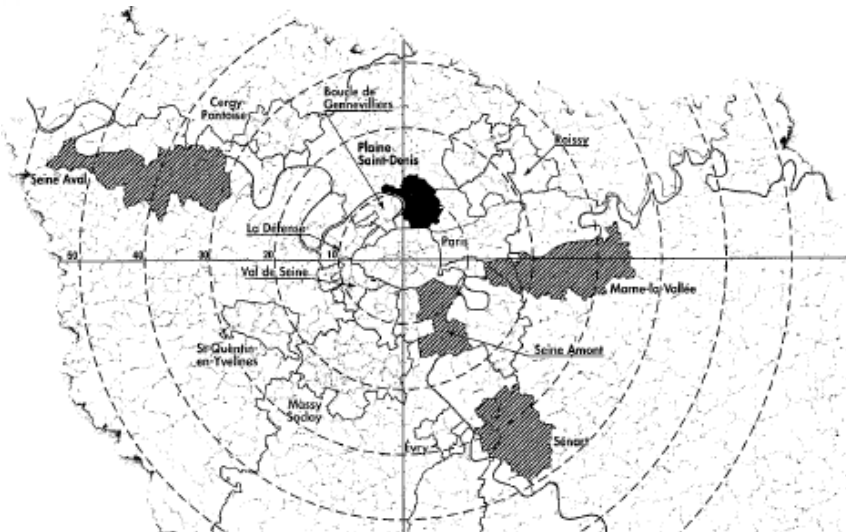 Boucle de
Gennevilliers
Cergy
Pontoise
Plaine
Saint-Denis
Roissy
Seine Aval
La Défense
Paris
50
40
30
20
10
Val de Seine
Marne-la Vallée
St-Quentin
en-Yvelines
Seine Amont
Massy
Saclay
Évry
Sénart